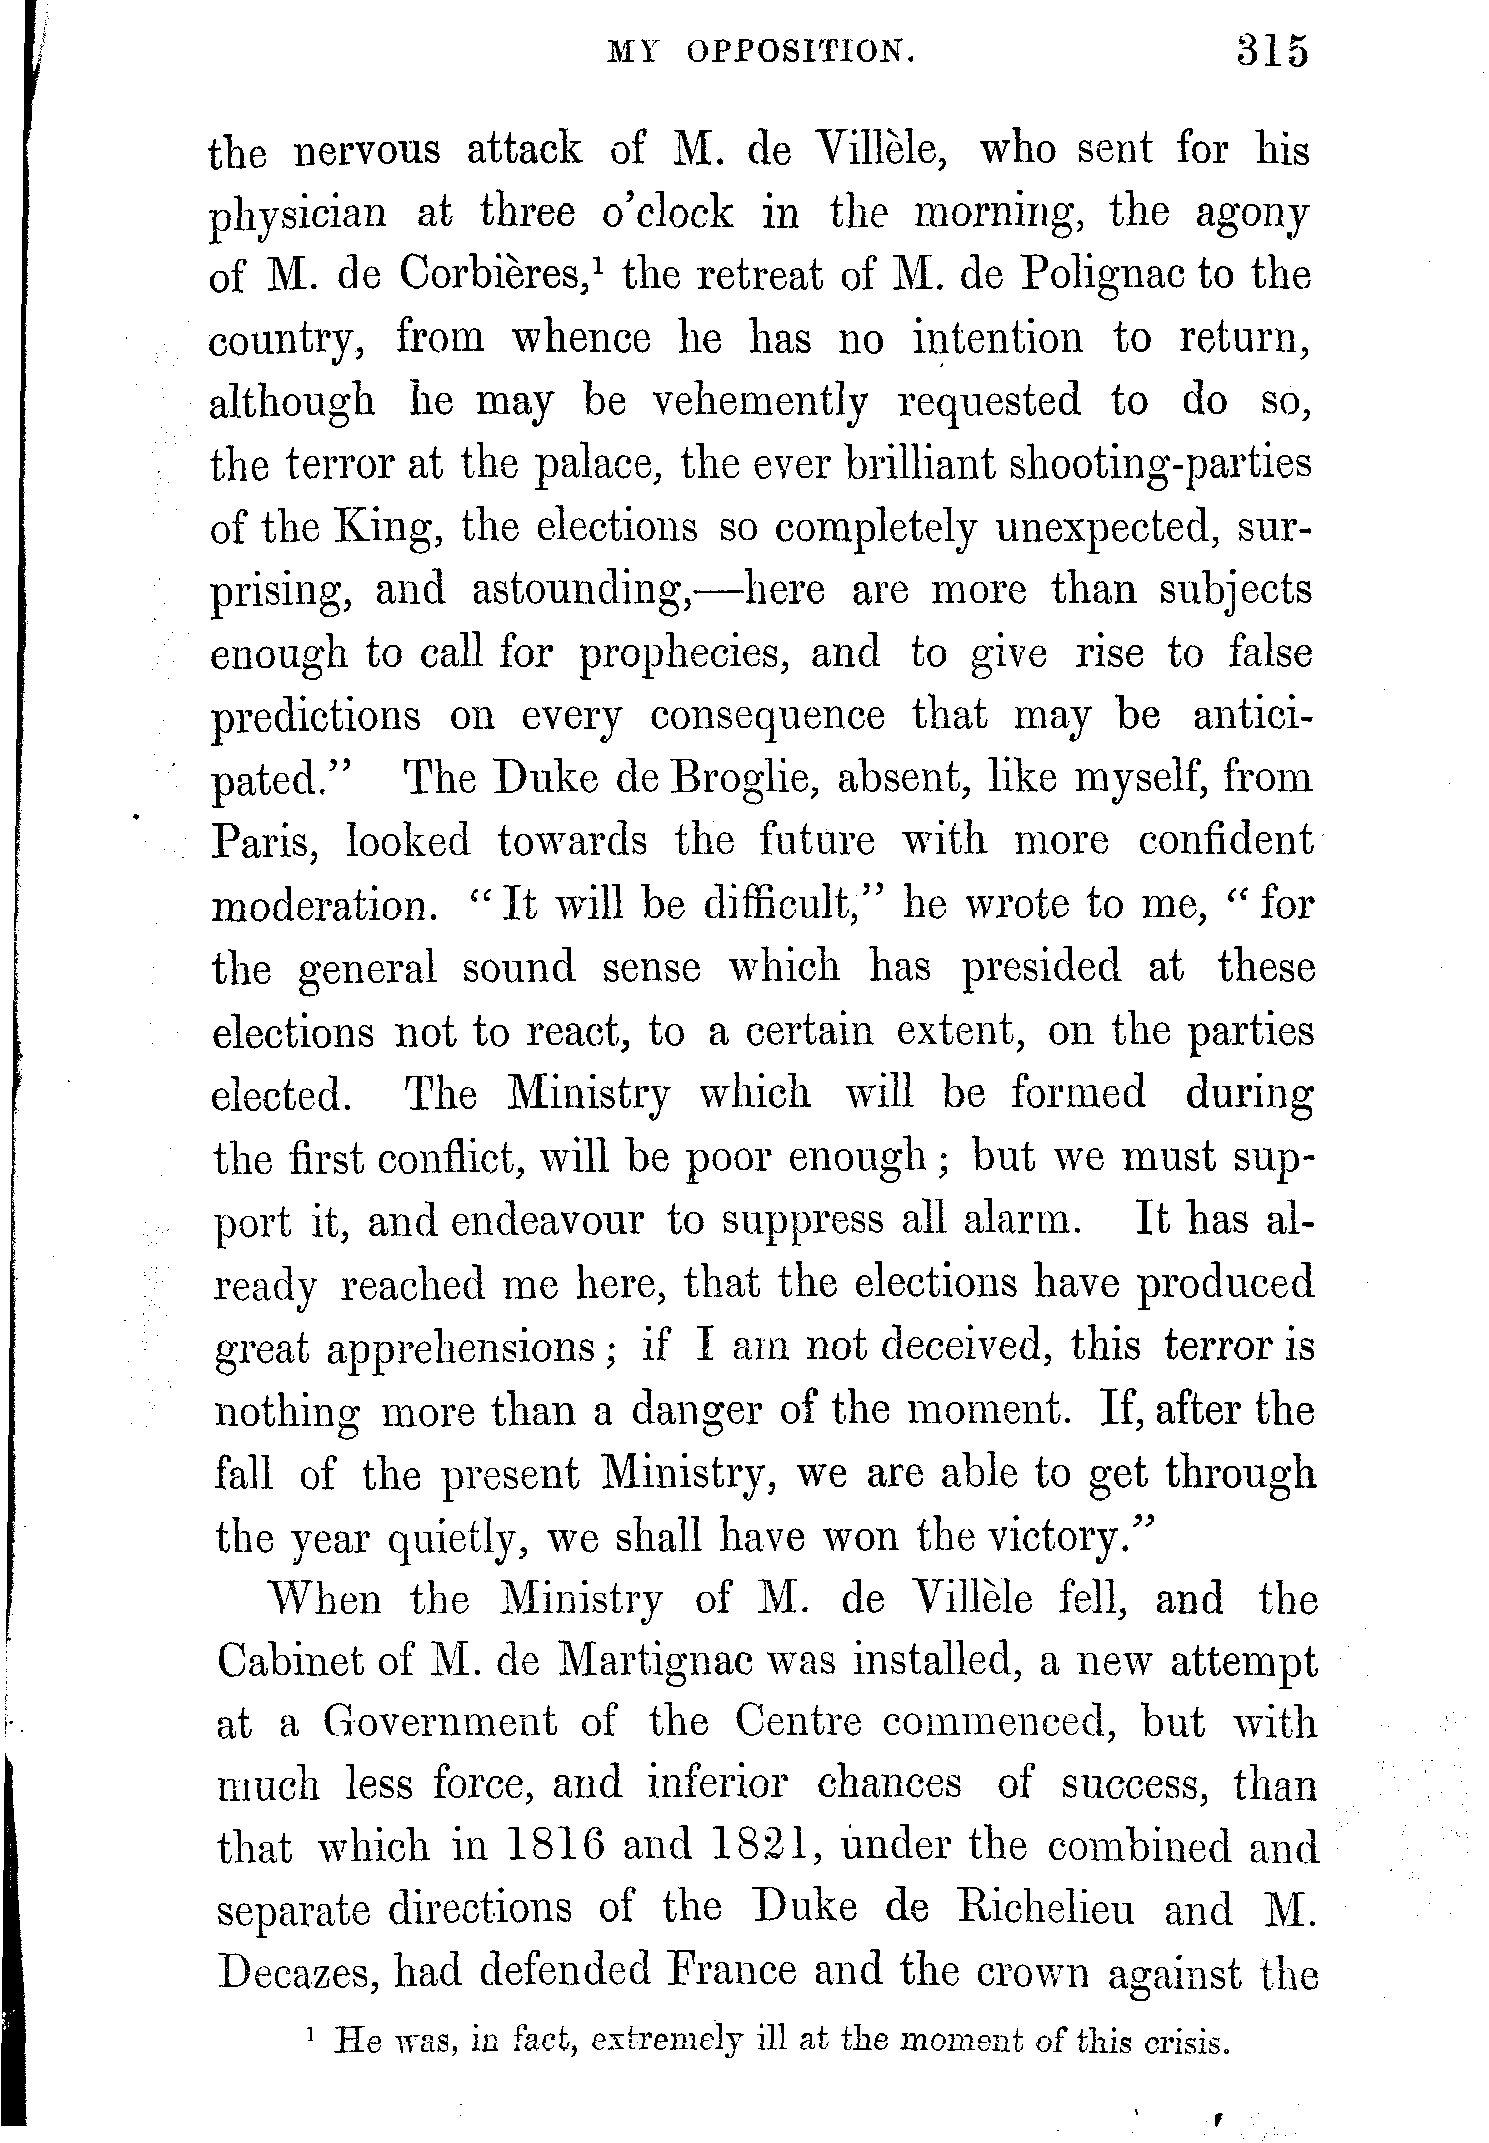 MY OPPOSITION. 315
the nervous attack of M. de Villèle, who sent for his
physician at three o'clock in the morning, the agony
of M. de Corbières,¹ the retreat of M. de Polignac to the
country, from whence he has no intention to return,
although he may be vehemently requested to do so,
the terror at the palace, the ever brilliant shooting-parties
of the King, the elections so completely unexpected, sur-
prising, and astounding,—here are more than subjects
enough to call for prophecies, and to give rise to false
predictions on every consequence that may be antici-
pated.” The Duke de Broglie, absent, like myself, from
Paris, looked towards the future with more confident
moderation. “It will be difficult,” he wrote to me, “for
the general sound sense which has presided at these
elections not to react, to a certain extent, on the parties
elected. The Ministry which will be formed during
the first conflict, will be poor enough; but we must sup-
port it, and endeavour to suppress all alarm. It has al-
ready reached me here, that the elections have produced
great apprehensions; if I am not deceived, this terror is
nothing more than a danger of the moment. If, after the
fall of the present Ministry, we are able to get through
the year quietly, we shall have won the victory.”
When the Ministry of M. de Villèle fell, and the
Cabinet of M. de Martignac was installed, a new attempt
at a Government of the Centre commenced, but with
much less force, and inferior chances of success, than
that which in 1816 and 1821, under the combined and
separate directions of the Duke de Richelieu and M.
Decazes, had defended France and the crown against the
¹ He was, in fact, extremely ill at the moment of this crisis.